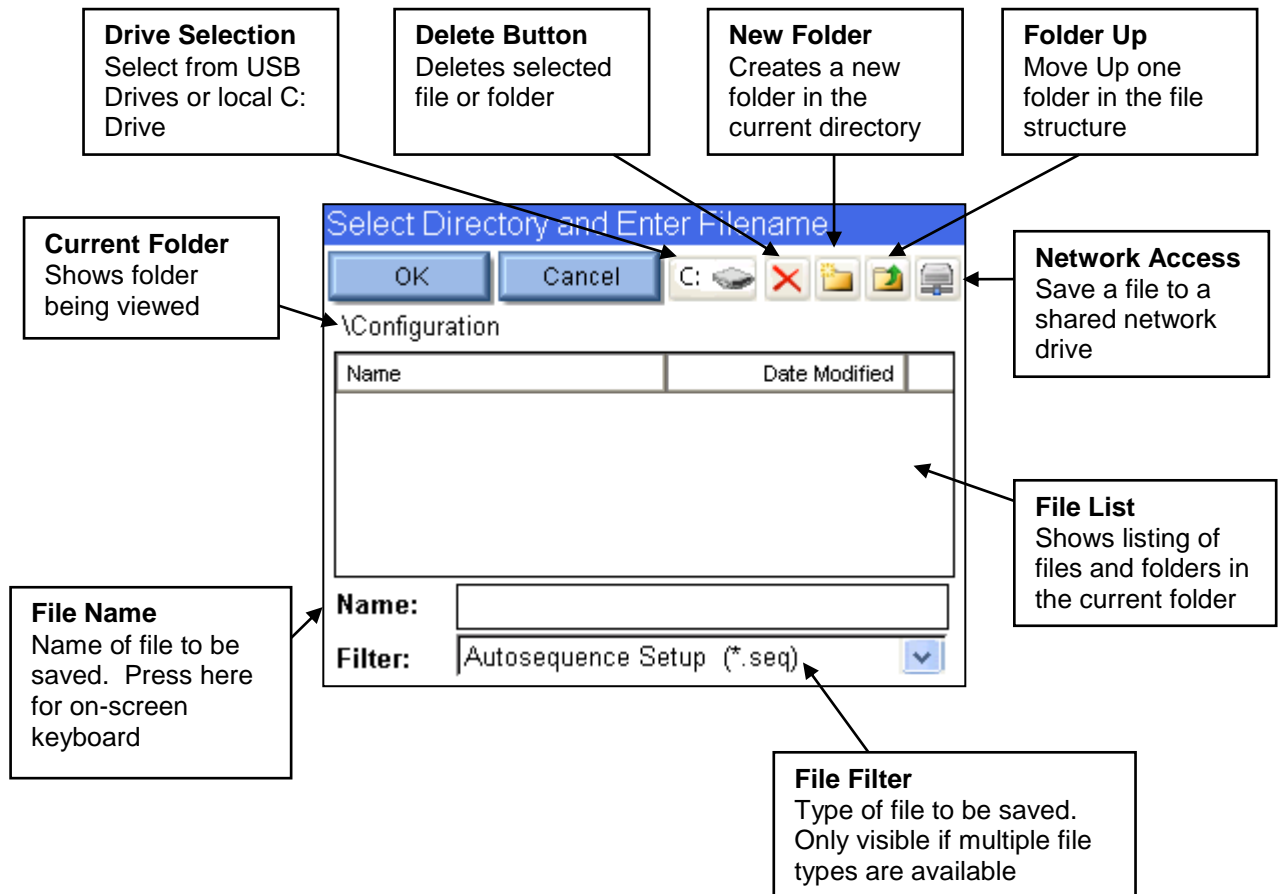 Drive Selection
Select from USB
Drives or local C:
Drive
Delete Button
Deletes selected
file or folder
New Folder
Creates a new
folder in the
current directory
Folder Up
Move Up one
folder in the file
structure
Current Folder
Shows folder
being viewed
Select Directory and Enter Filename
OK Cancel C:
\Configuration
Name Date Modified
Name:
Filter: Autosequence Setup (*.seq)
Network Access
Save a file to a
shared network
drive
File List
Shows listing of
files and folders in
the current folder
File Name
Name of file to be
saved. Press here
for on-screen
keyboard
File Filter
Type of file to be saved.
Only visible if multiple file
types are available